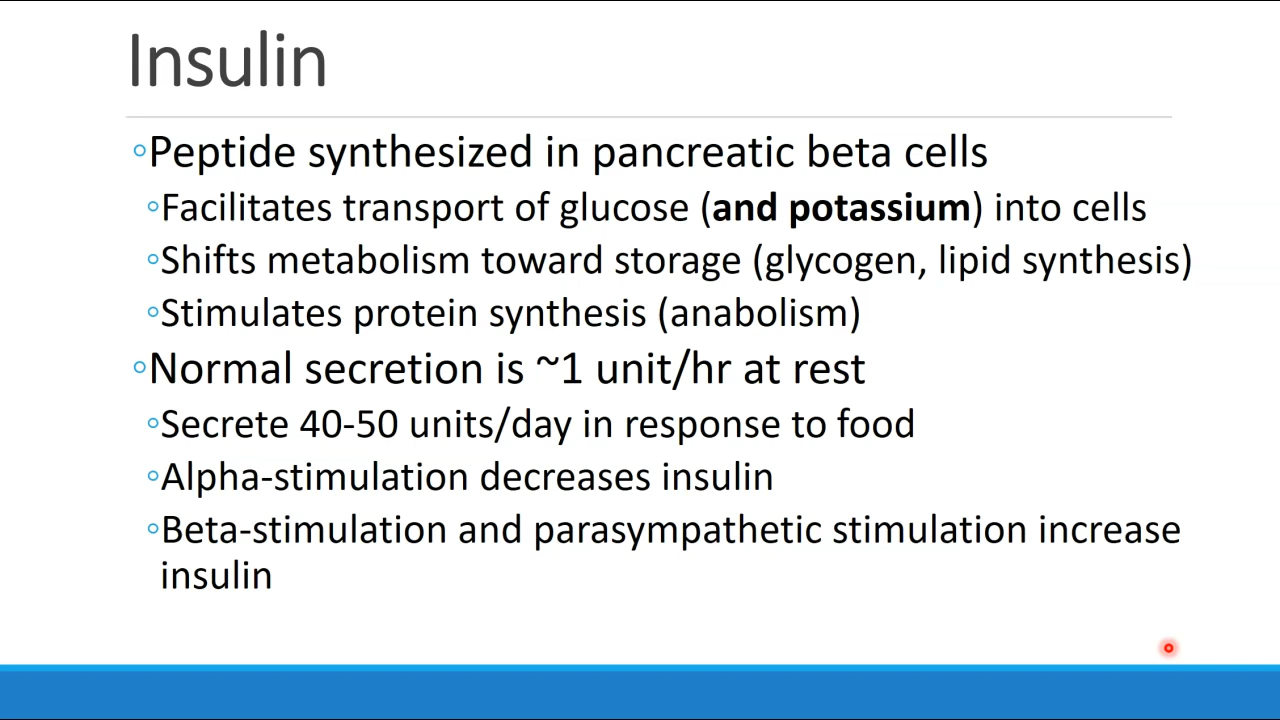 Insulin
◦Peptide synthesized in pancreatic beta cells
◦Facilitates transport of glucose (and potassium) into cells
◦Shifts metabolism toward storage (glycogen, lipid synthesis)
◦Stimulates protein synthesis (anabolism)
◦Normal secretion is ~1 unit/hr at rest
◦Secrete 40-50 units/day in response to food
◦Alpha-stimulation decreases insulin
◦Beta-stimulation and parasympathetic stimulation increase
insulin